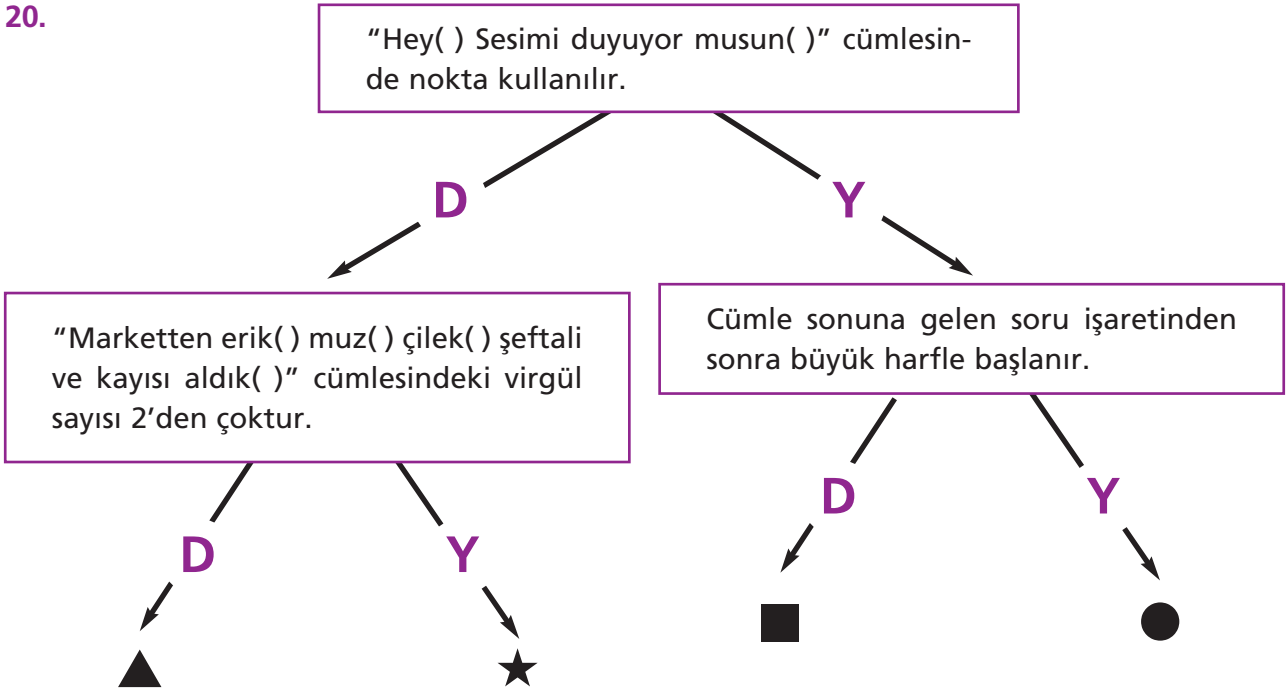 20.
"Hey( ) Sesimi duyuyor musun( )" cümlesin-
de nokta kullanılır.
D
Y
"Marketten erik( ) muz( ) çilek( ) şeftali
ve kayısı aldık( )" cümlesindeki virgül
sayısı 2'den çoktur.
Cümle sonuna gelen soru işaretinden
sonra büyük harfle başlanır.
D
Y
D
Y